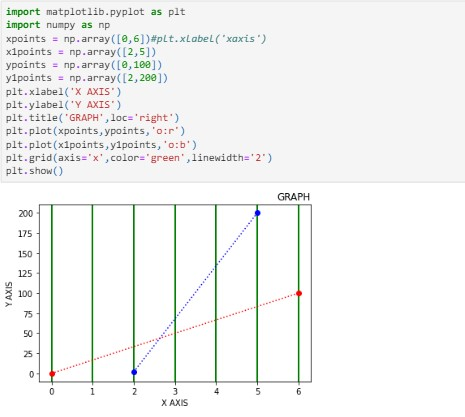 import matplotlib.pyplot as plt
import numpy as np
xpoints = np.array([0,6])#plt.xlabel('xaxis')
x1points = np.array([2,5])
ypoints = np.array([0,100])
y1points = np.array([2,200])
plt.xlabel('X AXIS')
plt.ylabel('Y AXIS')
plt.title('GRAPH',loc='right')
plt.plot(xpoints,ypoints,'o:r')
plt.plot(x1points,y1points,'o:b')
plt.grid(axis='x',color='green',linewidth='2')
plt.show()
GRAPH
200
175
150
125
100
75
50
25
0
Y AXIS
0 1 2 3 4 5 6
X AXIS